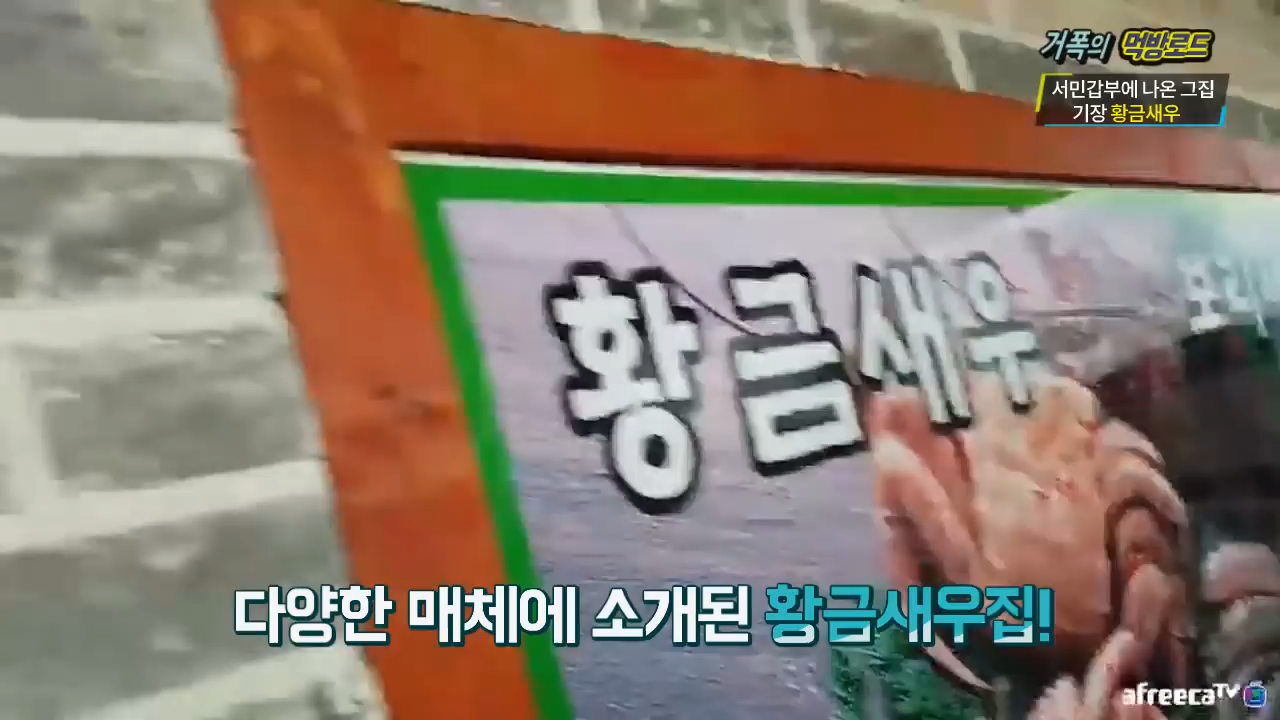 거폭의 먹방로드
서민갑부에 나온 그집
기장 황금새우
황금새우
다양한 매체에 소개된 황금새우집!
afreecaTV